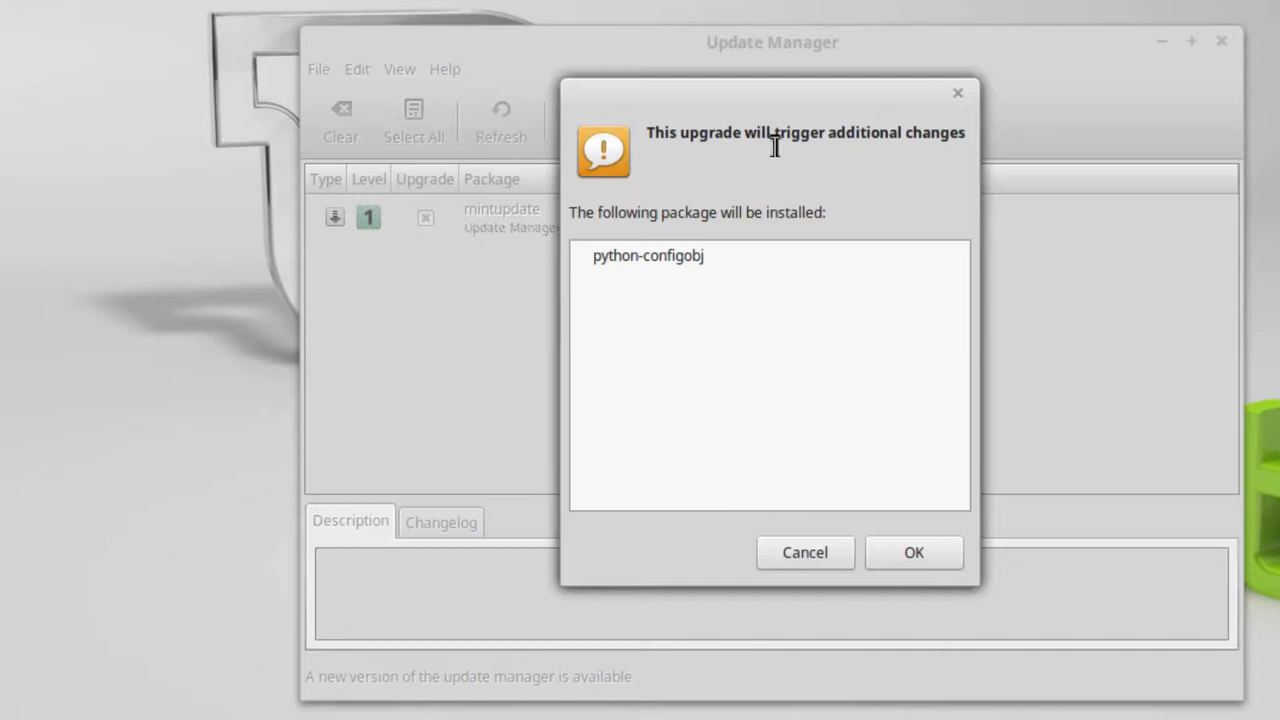 Update Manager
File Edit View Help
Clear Select All Refresh
Type Level Upgrade Package
1 mintupdate
Update Manage
This upgrade will trigger additional changes
The following package will be installed:
python-configobj
Cancel OK
Description Changelog
A new version of the update manager is available